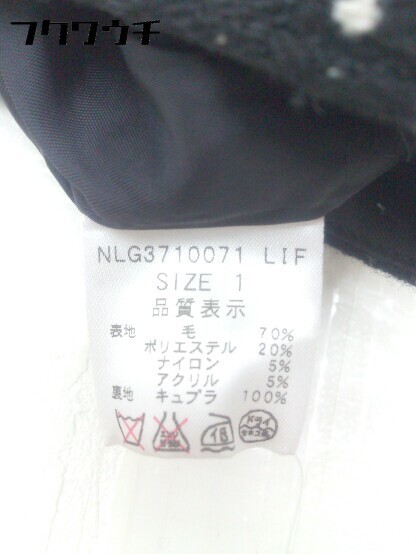 フクワウチ
NLG3710071 LIF
SIZE 1
品質表示
表地 毛 70%
ポリエステル 20%
ナイロン 5%
アクリル 5%
裏地 キュプラ 100%